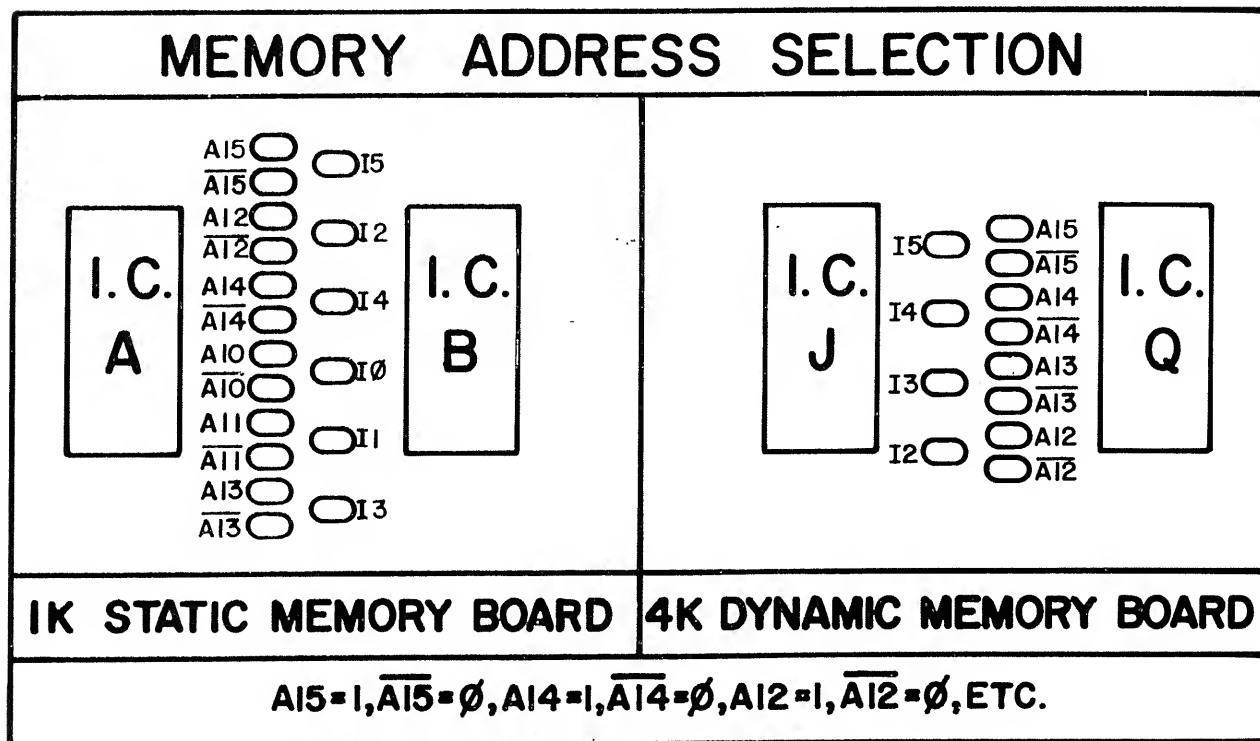 MEMORY ADDRESS SELECTION
A15
A̅1̅5̅
A12
A̅1̅2̅
A14
A̅1̅4̅
A10
A̅1̅0̅
A11
A̅1̅1̅
A13
A̅1̅3̅
I5
I2
I4
IØ
I1
I3
I.C.
A
I.C.
B
I.C.
J
I5
I4
I3
I2
A15
A̅1̅5̅
A14
A̅1̅4̅
A13
A̅1̅3̅
A12
A̅1̅2̅
I.C.
Q
1K STATIC MEMORY BOARD
4K DYNAMIC MEMORY BOARD
A15=1, A̅1̅5̅=Ø, A14=1, A̅1̅4̅=Ø, A12=1, A̅1̅2̅=Ø, ETC.